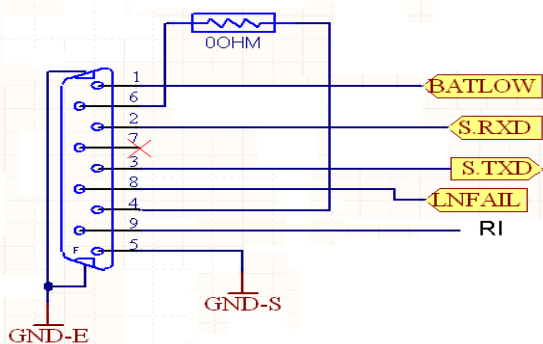 0OHM
1
BATLOW
6
2
S.RXD
7
3
S.TXD
8
LNFAIL
4
9
RI
F
5
GND-S
GND-E